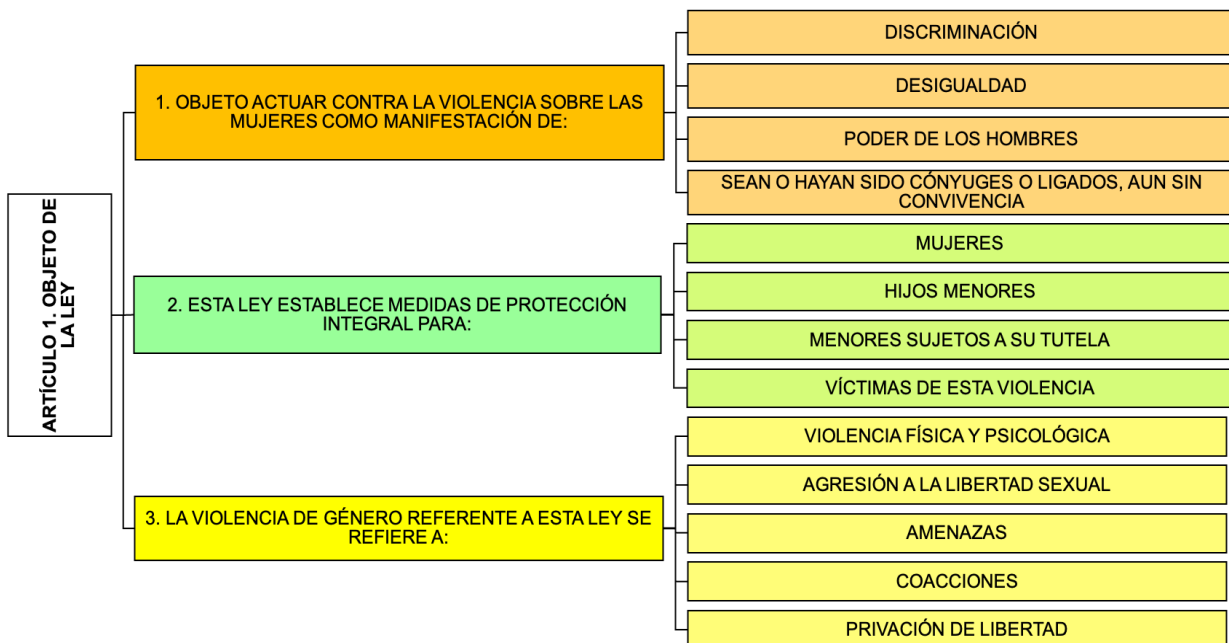 ARTÍCULO 1. OBJETO DE
LA LEY
1. OBJETO ACTUAR CONTRA LA VIOLENCIA SOBRE LAS
MUJERES COMO MANIFESTACIÓN DE:
DISCRIMINACIÓN
DESIGUALDAD
PODER DE LOS HOMBRES
SEAN O HAYAN SIDO CÓNYUGES O LIGADOS, AUN SIN
CONVIVENCIA
2. ESTA LEY ESTABLECE MEDIDAS DE PROTECCIÓN
INTEGRAL PARA:
MUJERES
HIJOS MENORES
MENORES SUJETOS A SU TUTELA
VÍCTIMAS DE ESTA VIOLENCIA
3. LA VIOLENCIA DE GÉNERO REFERENTE A ESTA LEY SE
REFIERE A:
VIOLENCIA FÍSICA Y PSICOLÓGICA
AGRESIÓN A LA LIBERTAD SEXUAL
AMENAZAS
COACCIONES
PRIVACIÓN DE LIBERTAD